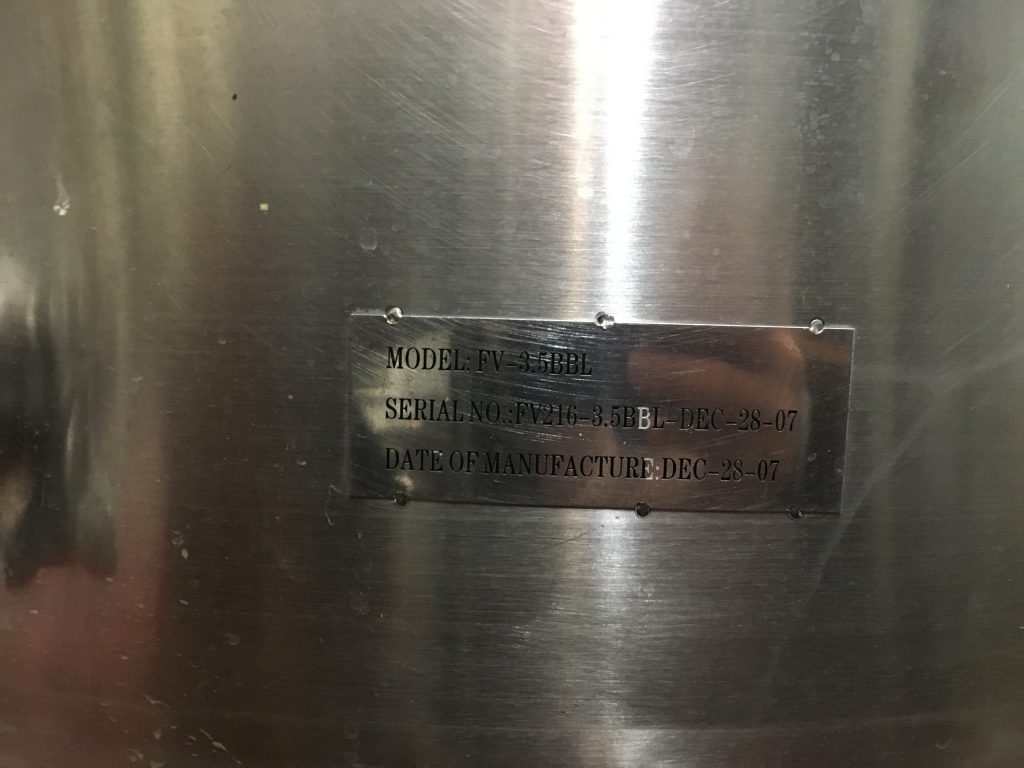 MODEL: FV-3.5BBL
SERIAL NO.:FV216-3.5BBL-DEC-28-07
DATE OF MANUFACTURE:DEC-28-07